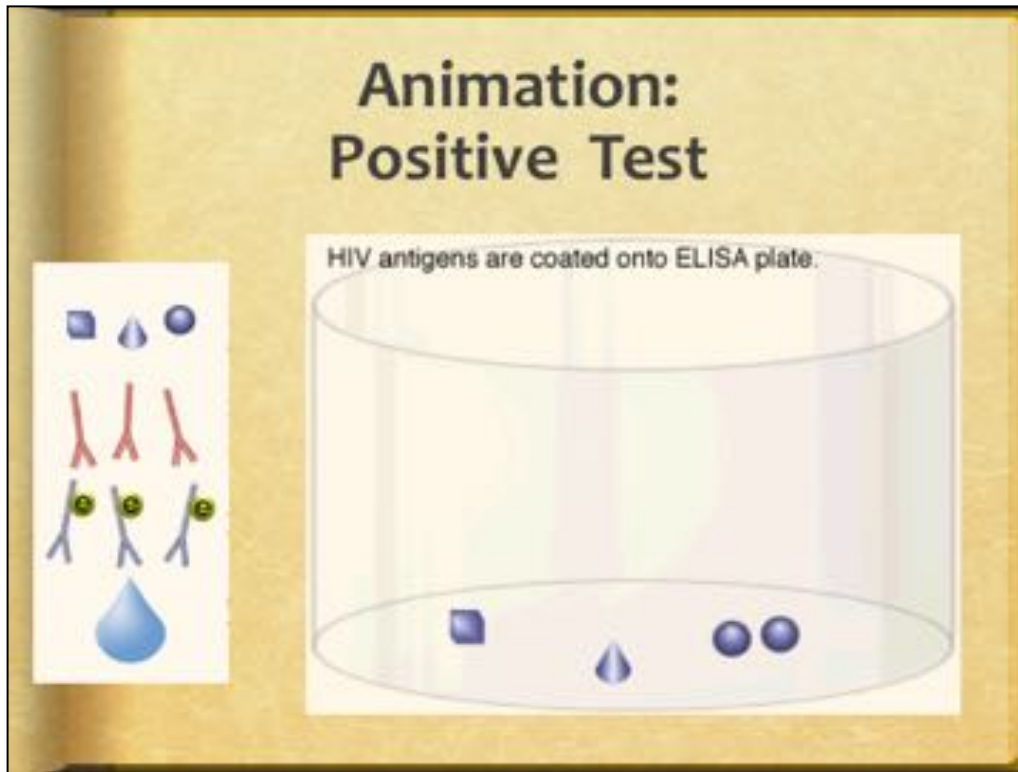 Animation:
Positive Test
HIV antigens are coated onto ELISA plate.
e e e